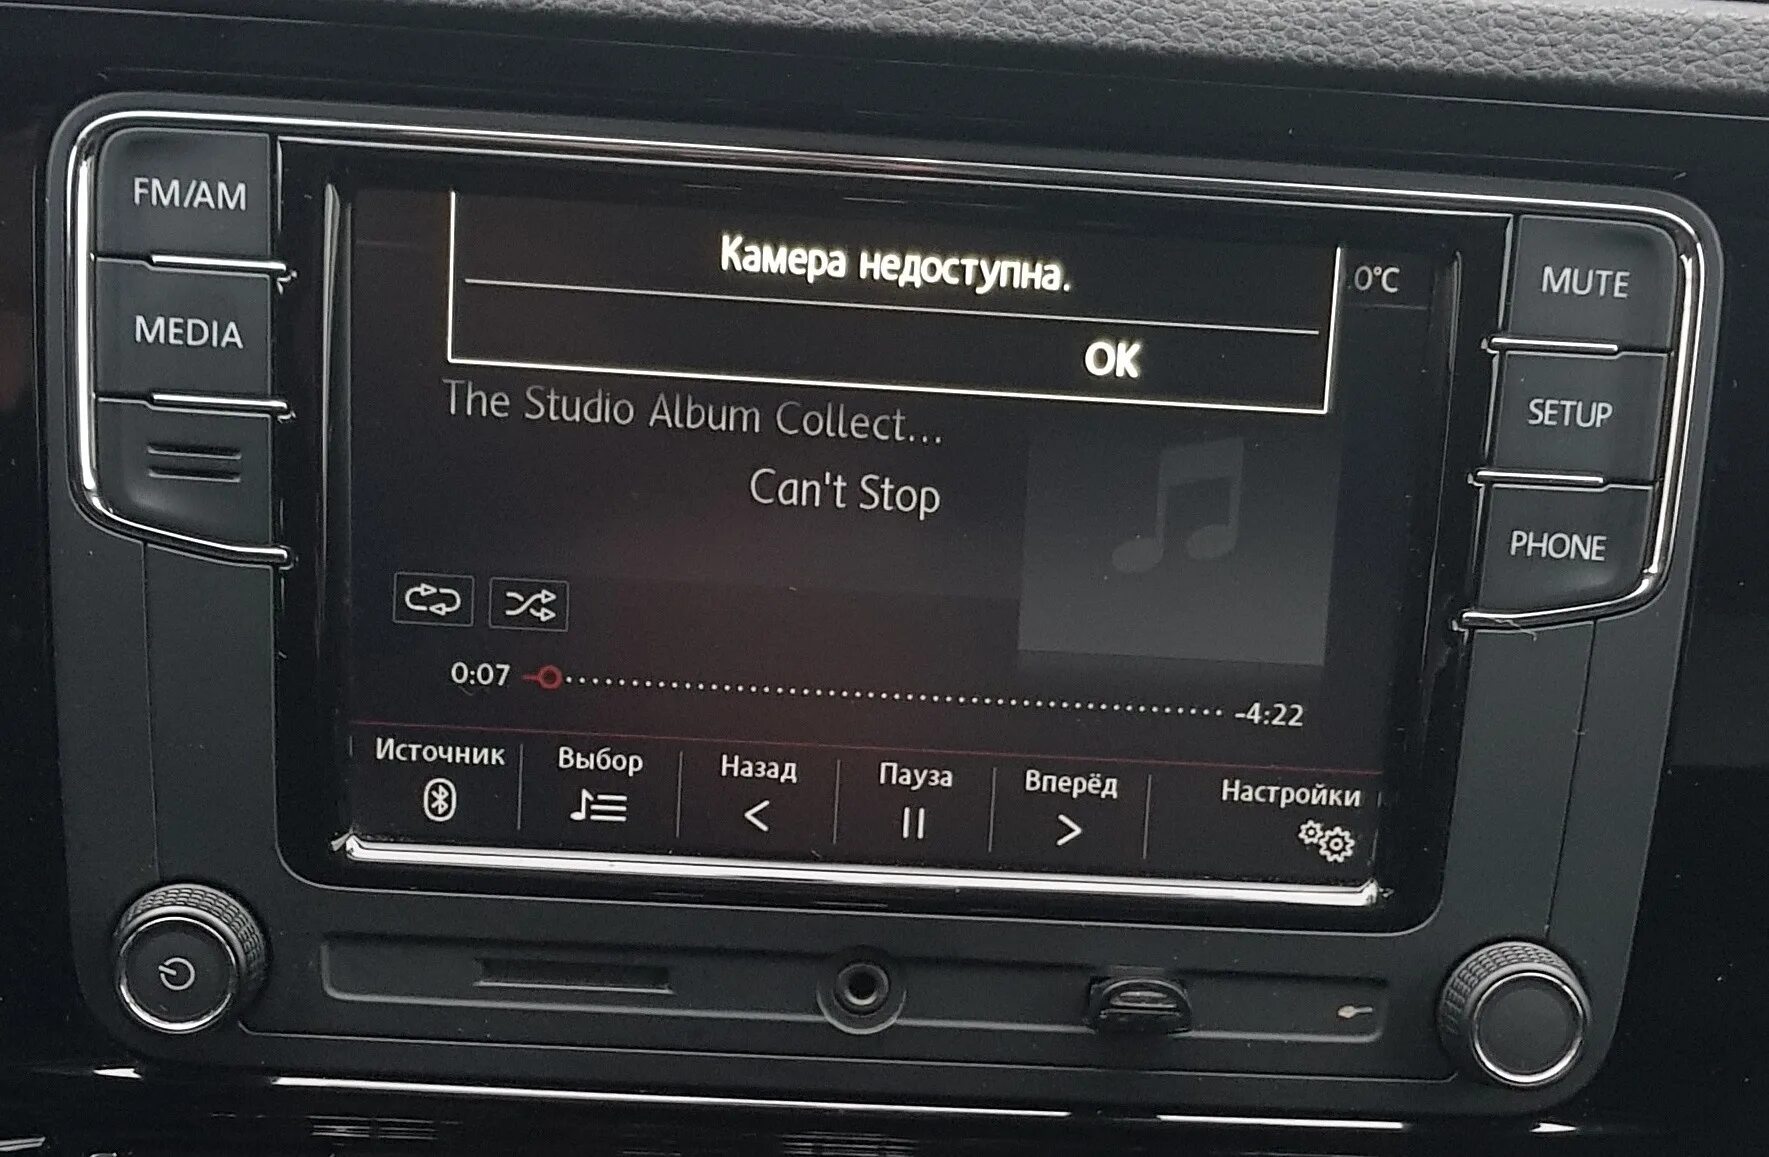 FM/AM
MEDIA
Камера недоступна.
OK
.0°C
The Studio Album Collect...
Can't Stop
0:07
-4:22
Источник
Выбор
Назад
Пауза
Вперёд
Настройки
MUTE
SETUP
PHONE